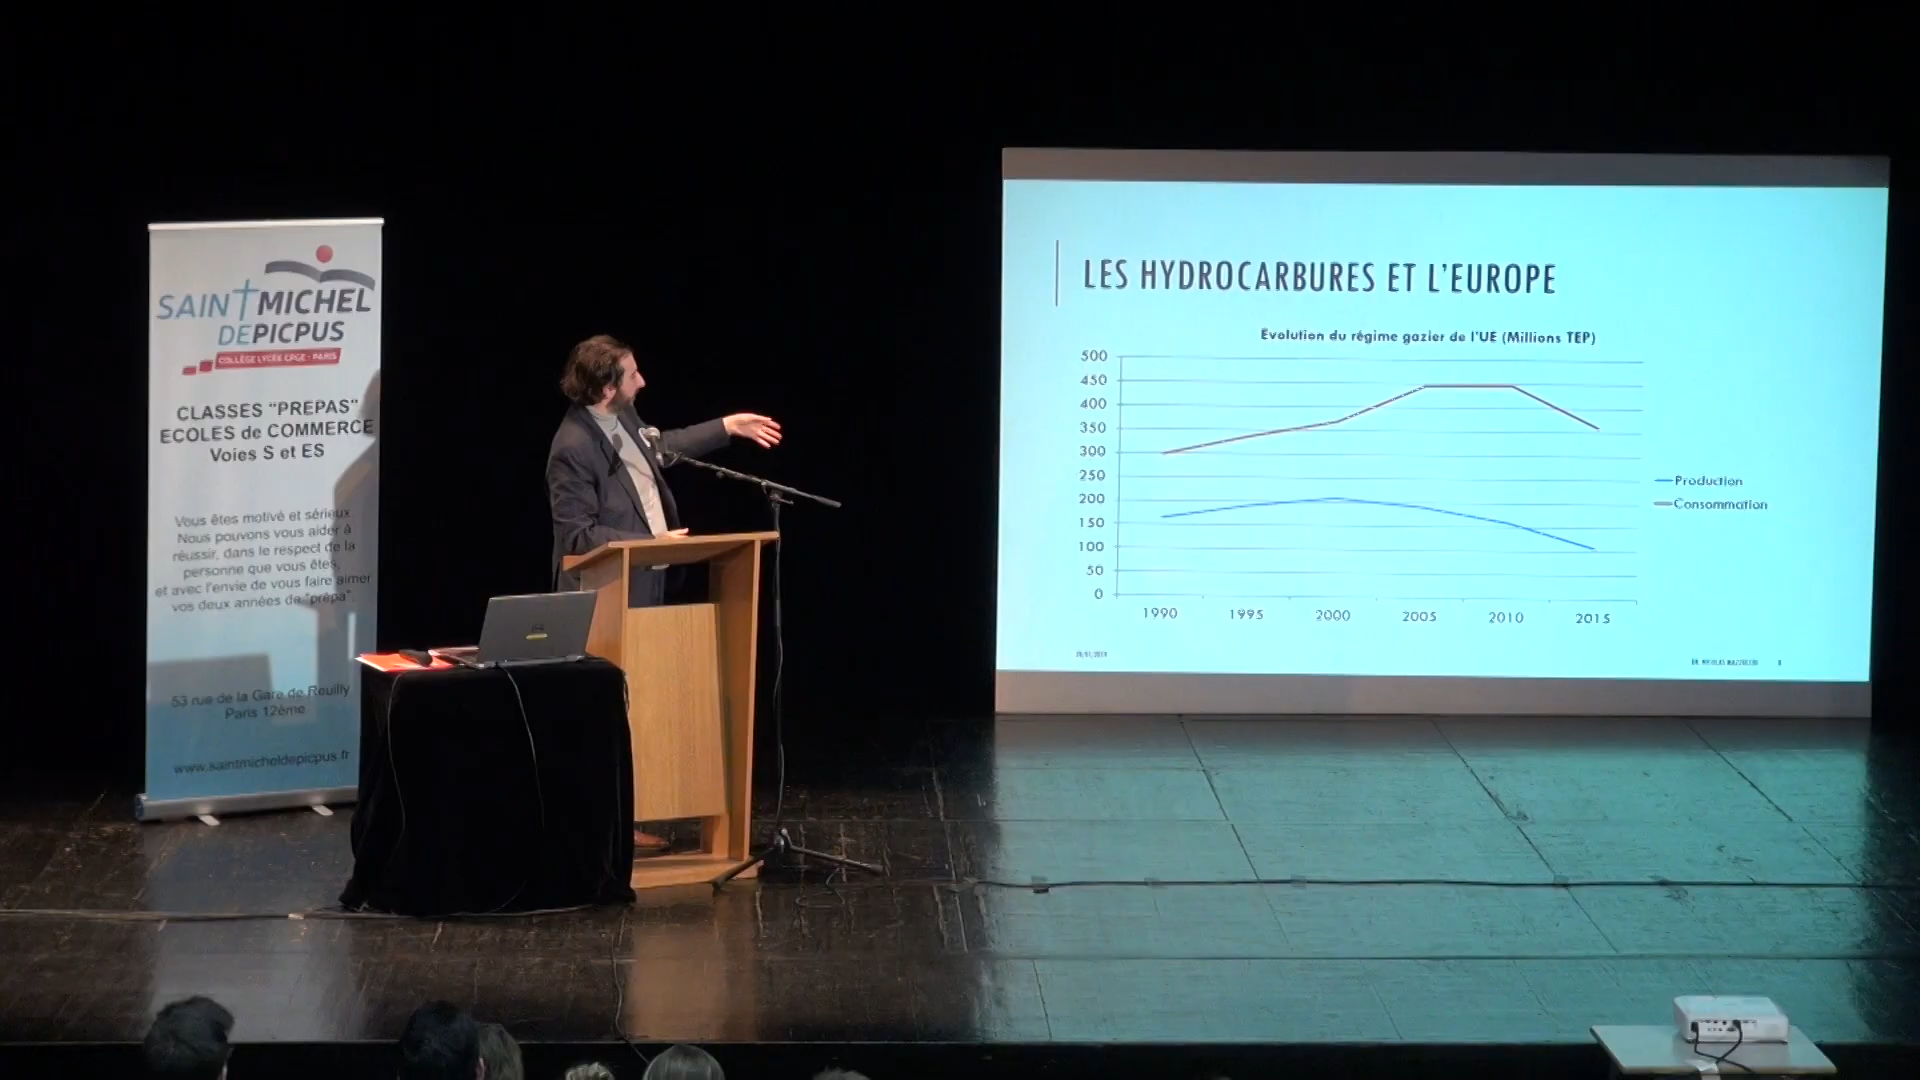 SAINT MICHEL
DE PICPUS
COLLÈGE LYCÉE CPGE - PARIS
CLASSES "PREPAS"
ECOLES de COMMERCE
Voies S et ES
Vous êtes motivé et sérieux
Nous pouvons vous aider à
réussir, dans le respect de la
personne que vous êtes,
et avec l'envie de vous faire aimer
vos deux années de "prépa"
53 rue de la Gare de Reuilly
Paris 12ème
www.saintmicheldepicpus.fr
LES HYDROCARBURES ET L'EUROPE
Evolution du régime gazier de l'UE (Millions TEP)
500
450
400
350
300
250
200
150
100
50
0
1990 1995 2000 2005 2010 2015
Production
Consommation
DR. NICOLAS MAZZUCCHI